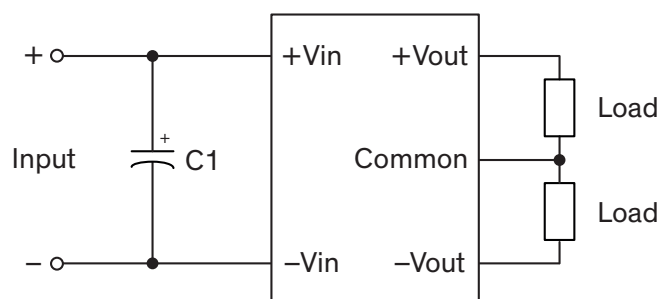 + +Vin +Vout
Load
+
Input C1 Common
Load
− −Vin −Vout